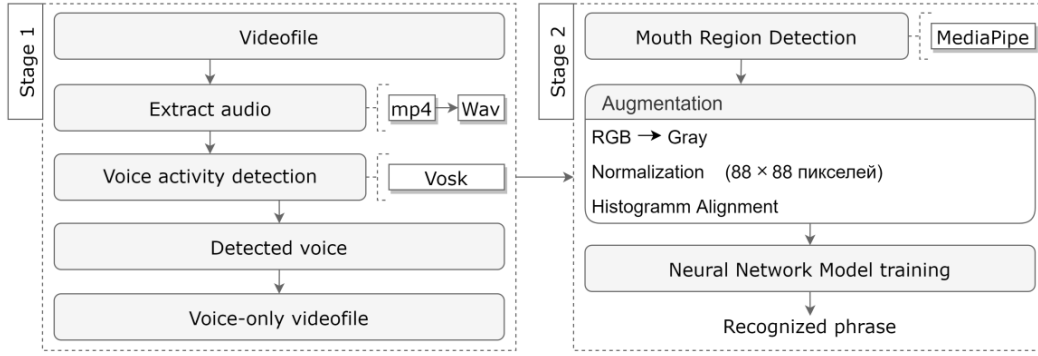 Stage 1
Videofile
Extract audio
mp4
Wav
Voice activity detection
Vosk
Detected voice
Voice-only videofile
Stage 2
Mouth Region Detection
MediaPipe
Augmentation
RGB → Gray
Normalization (88 × 88 пикселей)
Histogramm Alignment
Neural Network Model training
Recognized phrase